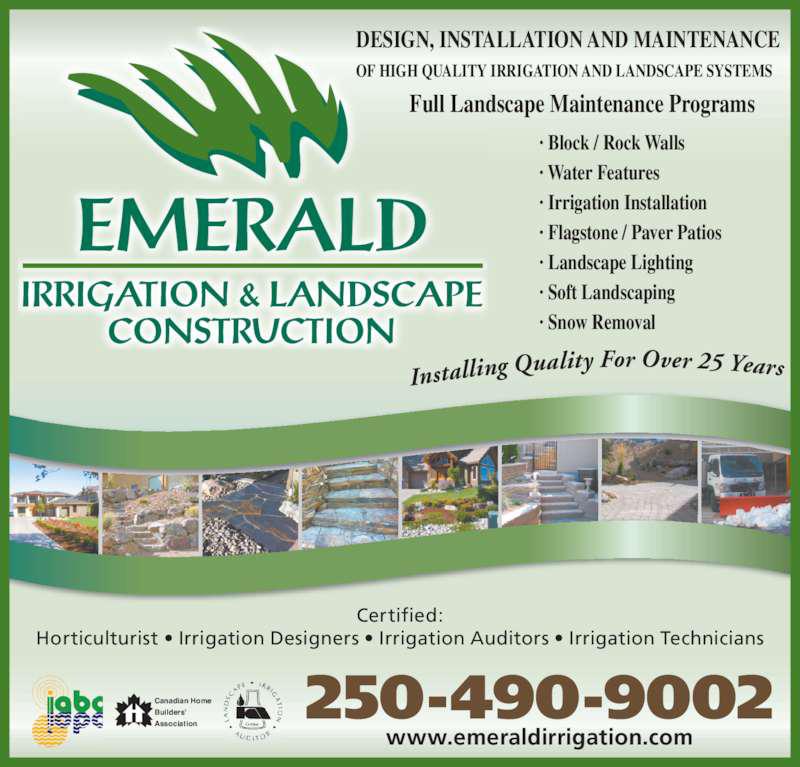 DESIGN, INSTALLATION AND MAINTENANCE
OF HIGH QUALITY IRRIGATION AND LANDSCAPE SYSTEMS
Full Landscape Maintenance Programs
· Block / Rock Walls
· Water Features
· Irrigation Installation
· Flagstone / Paver Patios
· Landscape Lighting
· Soft Landscaping
· Snow Removal
EMERALD
IRRIGATION & LANDSCAPE
CONSTRUCTION
Installing Quality For Over 25 Years
Certified:
Horticulturist • Irrigation Designers • Irrigation Auditors • Irrigation Technicians
iabc
Canadian Home
Builders'
Association
LANDSCAPE • IRRIGATION • AUDITOR •
250-490-9002
www.emeraldirrigation.com